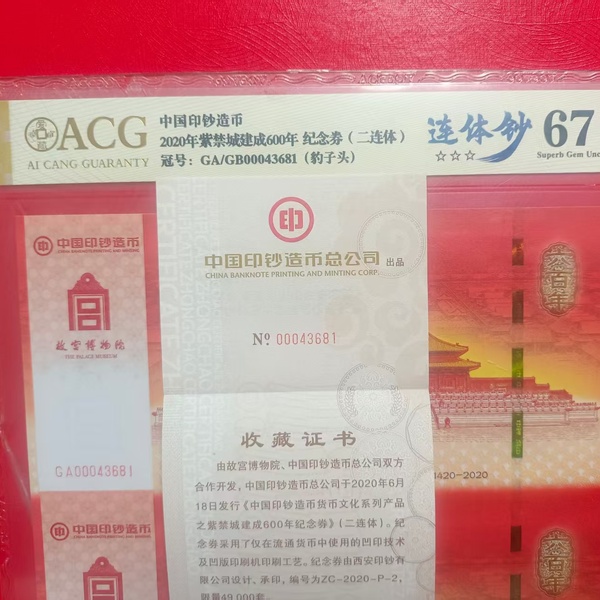 ACG
AI CANG GUARANTY
中国印钞造币
2020年紫禁城建成600年 纪念券(二连体)
冠号: GA/GB00043681(豹子头)
连体钞
☆☆☆
67
Superb Gem Unc
中国印钞造币
CHINA BANKNOTE PRINTING AND MINTING
故宫博物院
THE PALACE MUSEUM
GA00043681
中国印钞造币
中国印钞造币总公司 出品
CHINA BANKNOTE PRINTING AND MINTING CORP.
№ 00043681
收藏证书
由故宫博物院、中国印钞造币总公司双方
合作开发,中国印钞造币总公司于2020年6月
18日发行《中国印钞造币货币文化系列产品
之紫禁城建成600年纪念券》(二连体)。纪
念券采用了仅在流通货币中使用的凹印技术
及凹版印刷机印刷工艺。纪念券由西安印钞有
限公司设计、承印,编号为ZC-2020-P-2,
限量49,000套。
陆百年
1420-2020
陆百年